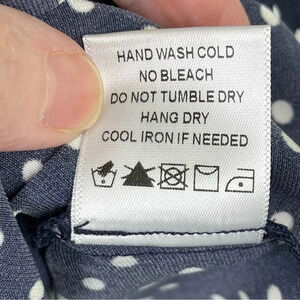 HAND WASH COLD
NO BLEACH
DO NOT TUMBLE DRY
HANG DRY
COOL IRON IF NEEDED